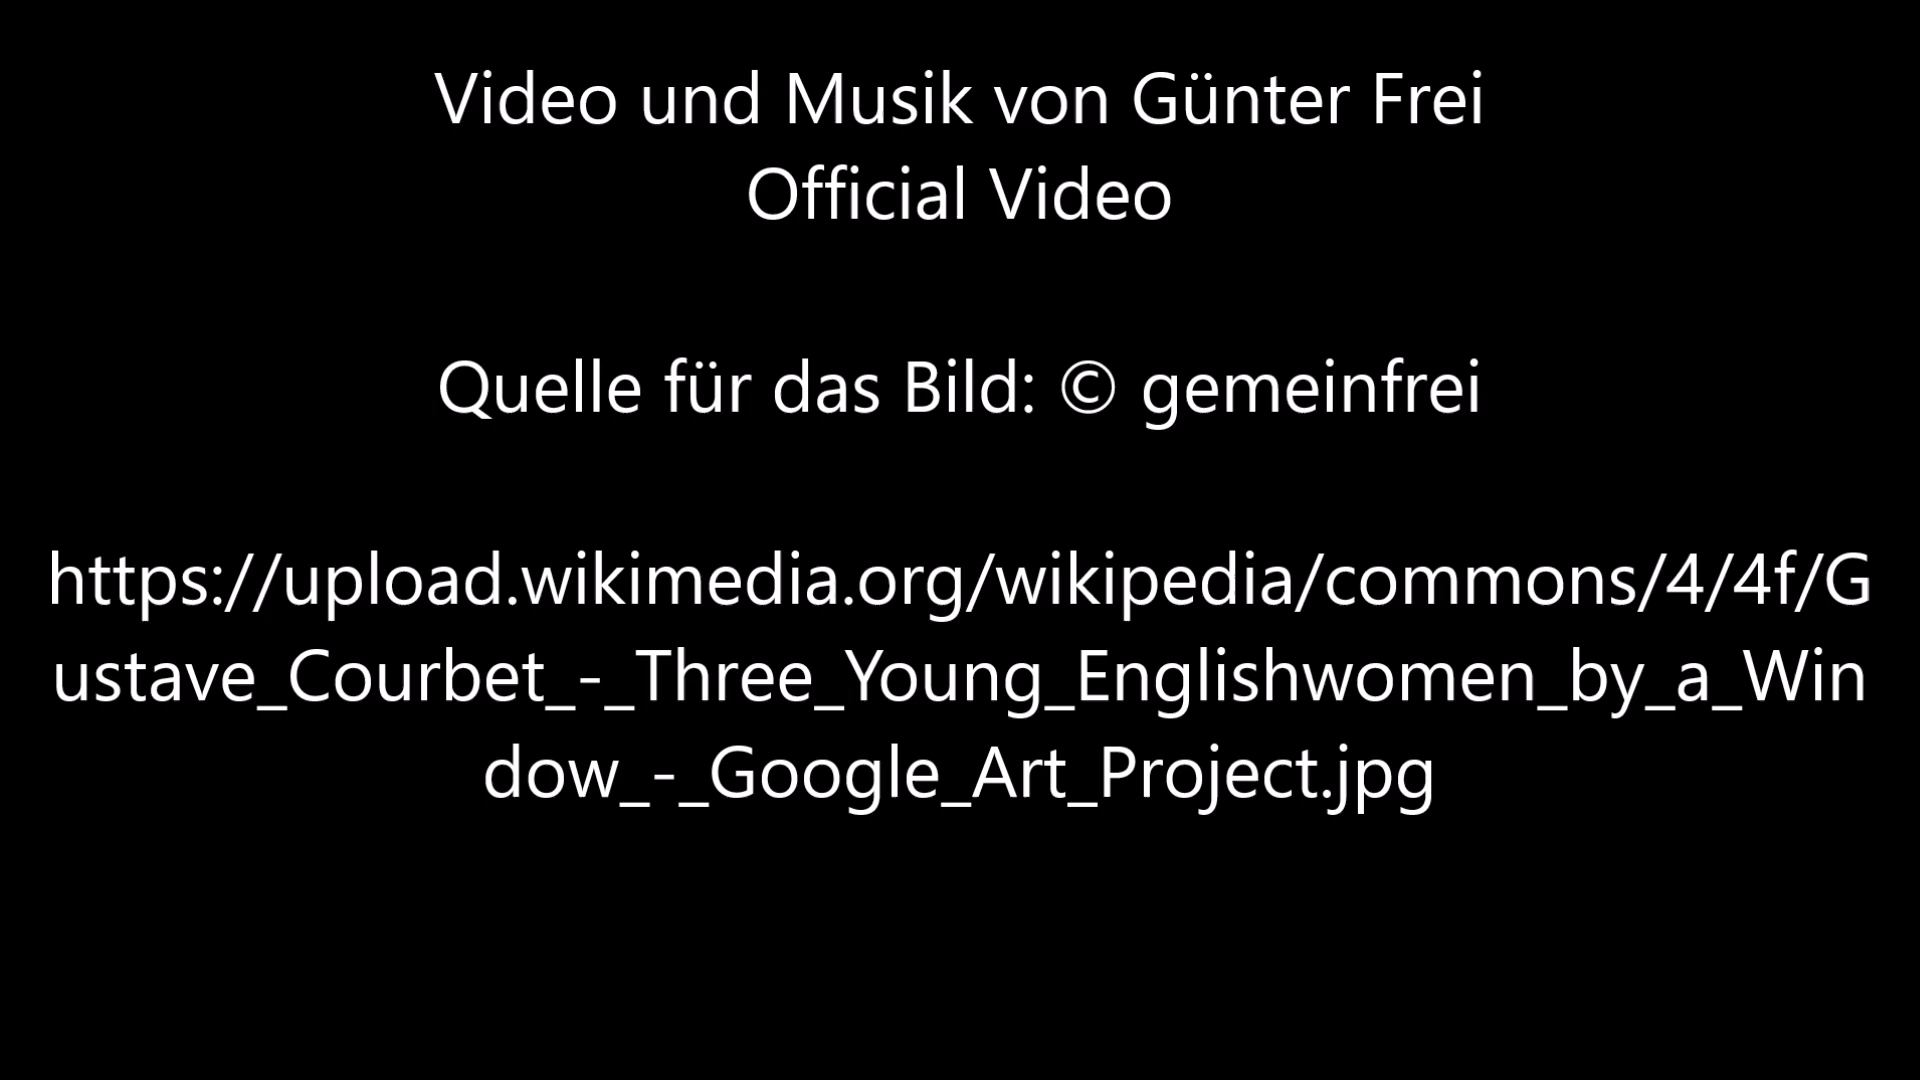 Video und Musik von Günter Frei
Official Video
Quelle für das Bild: © gemeinfrei
https://upload.wikimedia.org/wikipedia/commons/4/4f/G
ustave_Courbet_-_Three_Young_Englishwomen_by_a_Win
dow_-_Google_Art_Project.jpg